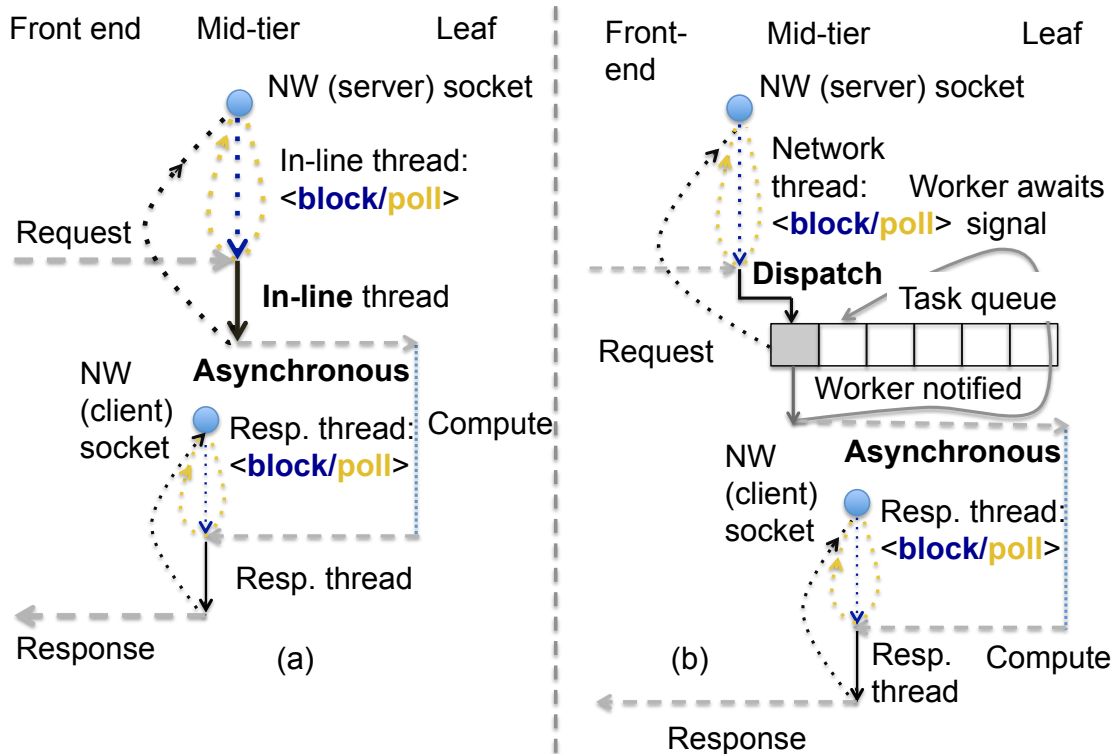 Front end
Mid-tier
Leaf
NW (server) socket
In-line thread:
<block/poll>
Request
In-line thread
Asynchronous
NW
(client)
socket
Resp. thread:
<block/poll>
Compute
Resp. thread
Response
(a)
Front-
end
Mid-tier
Leaf
NW (server) socket
Network
thread:
<block/poll>
Worker awaits
signal
Dispatch
Task queue
Request
Worker notified
Asynchronous
NW
(client)
socket
Resp. thread:
<block/poll>
Resp.
thread
Compute
(b)
Response